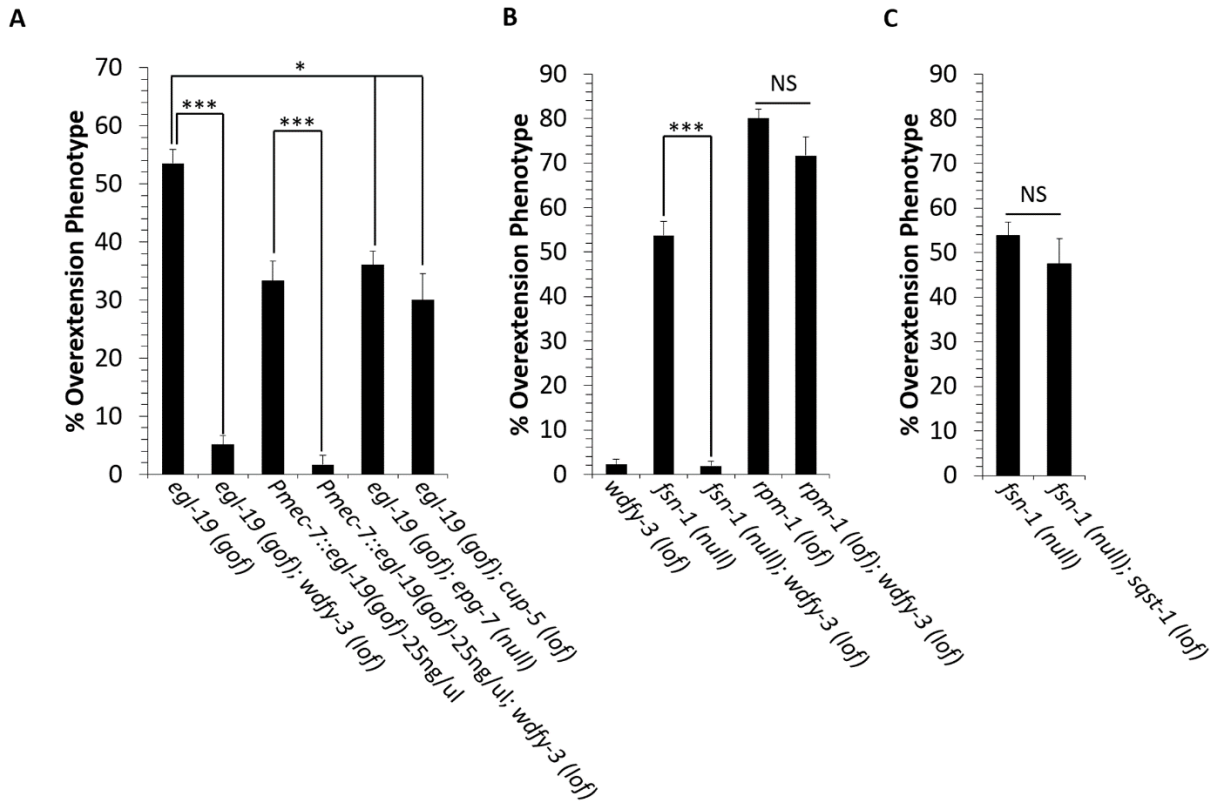 A
% Overextension Phenotype
70
60
50
40
30
20
10
0
*
***
***
egl-19 (gof)
egl-19 (gof); wdfy-3 (lof)
Pmec-7::egl-19(gof)-25ng/ul
Pmec-7::egl-19(gof)-25ng/ul; wdfy-3 (lof)
egl-19 (gof); epg-7 (null)
egl-19 (gof); cup-5 (lof)
B
% Overextension Phenotype
90
80
70
60
50
40
30
20
10
0
***
NS
wdfy-3 (lof)
fsn-1 (null)
fsn-1 (null); wdfy-3 (lof)
rpm-1 (lof)
rpm-1 (lof); wdfy-3 (lof)
C
% Overextension Phenotype
90
80
70
60
50
40
30
20
10
0
NS
fsn-1 (null)
fsn-1 (null); sqst-1 (lof)